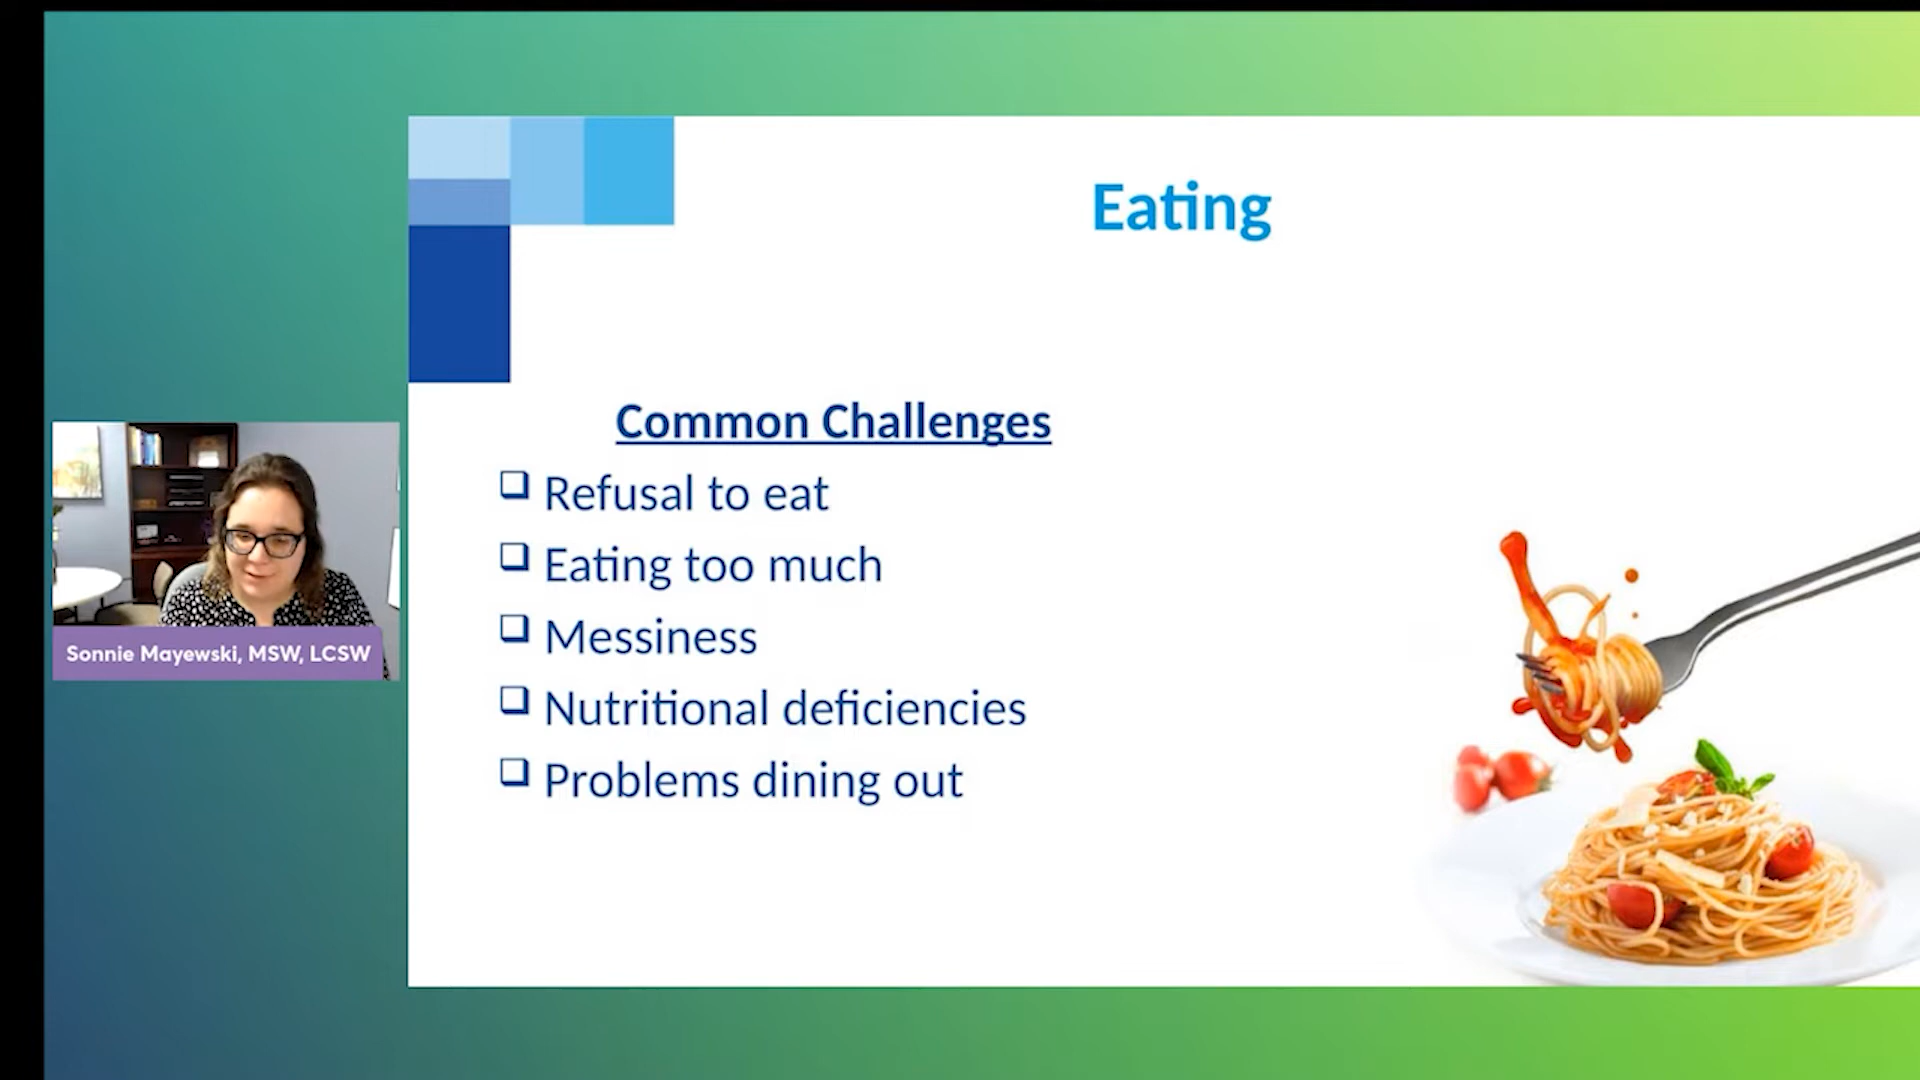 Eating
Common Challenges
Refusal to eat
Eating too much
Messiness
Nutritional deficiencies
Problems dining out
Sonnie Mayewski, MSW, LCSW